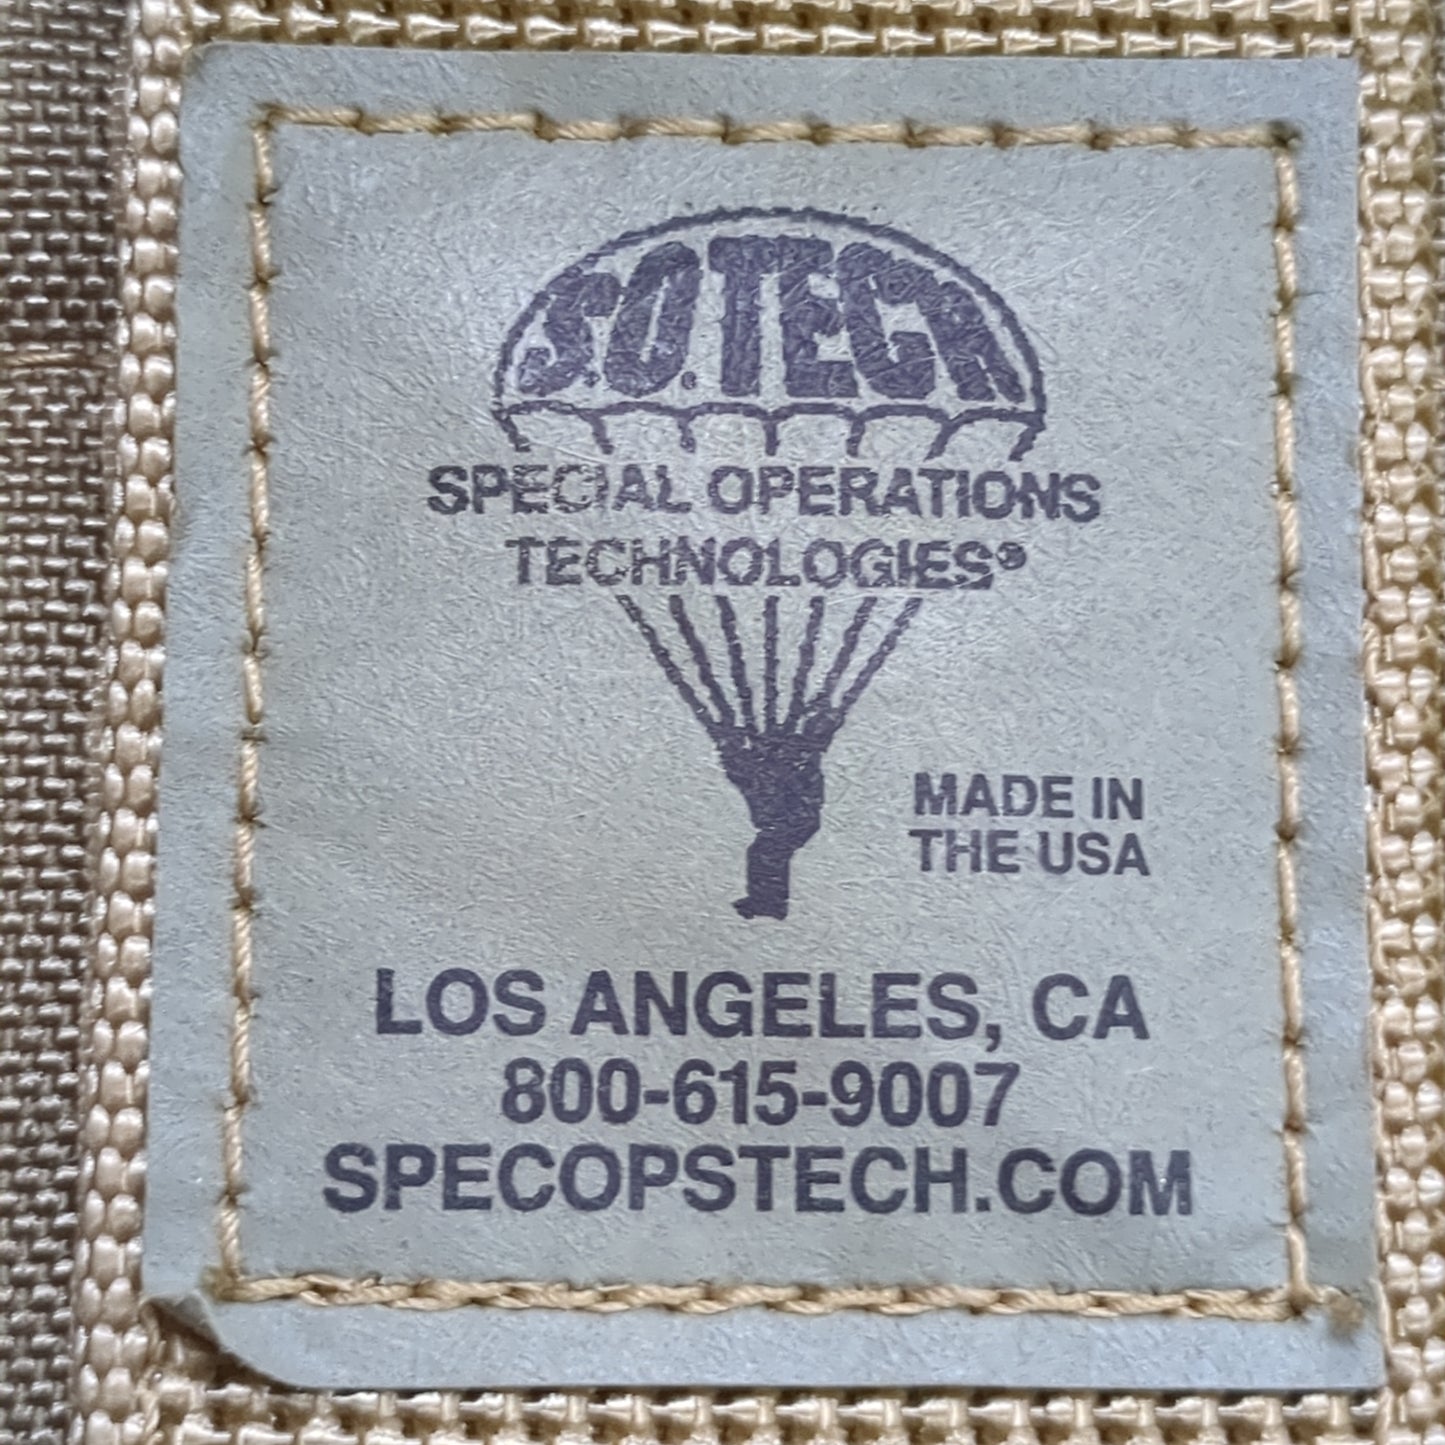 S.O.TECH
SPECIAL OPERATIONS
TECHNOLOGIES®
MADE IN
THE USA
LOS ANGELES, CA
800-615-9007
SPECOPSTECH.COM